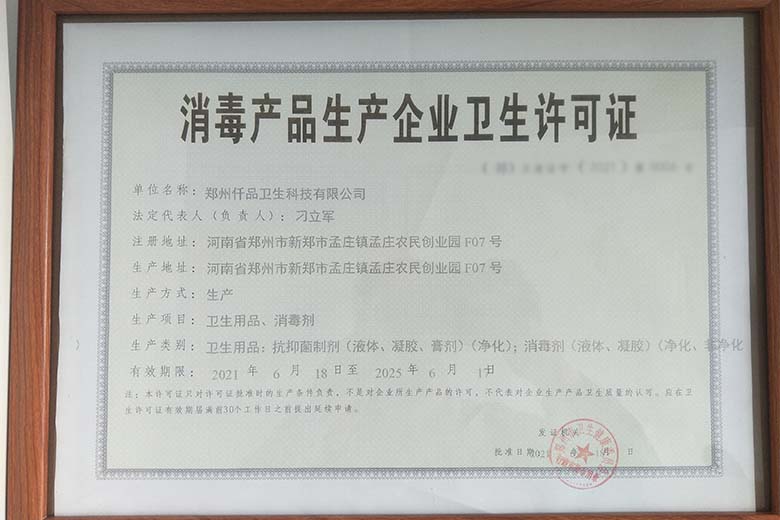 消毒产品生产企业卫生许可证
单位名称：郑州仟品卫生科技有限公司
法定代表人（负责人）：刁立军
注册地址：河南省郑州市新郑市孟庄镇孟庄农民创业园F07号
生产地址：河南省郑州市新郑市孟庄镇孟庄农民创业园F07号
生产方式：生产
生产项目：卫生用品、消毒剂
生产类别：卫生用品：抗抑菌制剂（液体、凝胶、膏剂）（净化）；消毒剂（液体、凝胶）（净化、非净化
）
有效期限：2021年6月18日至2025年6月1日
注：本许可证只对许可证批准时的生产条件负责，不是对企业所生产产品的许可，不代表对企业生产产品卫生质量的认可。应在卫
生许可证有效期届满前30个工作日之前提出延续申请。
发证机关
批准日期 月 日